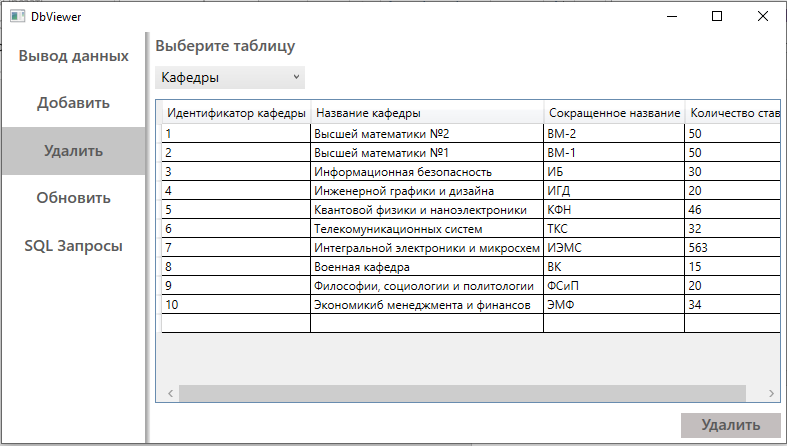 DbViewer
Вывод данных
Добавить
Удалить
Обновить
SQL Запросы
Выберите таблицу
Кафедры
Идентификатор кафедры Название кафедры Сокращенное название Количество став
1 Высшей математики №2 ВМ-2 50
2 Высшей математики №1 ВМ-1 50
3 Информационная безопасность ИБ 30
4 Инженерной графики и дизайна ИГД 20
5 Квантовой физики и наноэлектроники КФН 46
6 Телекомуникационных систем ТКС 32
7 Интегральной электроники и микросхем ИЭМС 563
8 Военная кафедра ВК 15
9 Философии, социологии и политологии ФСиП 20
10 Экономикиб менеджмента и финансов ЭМФ 34
Удалить